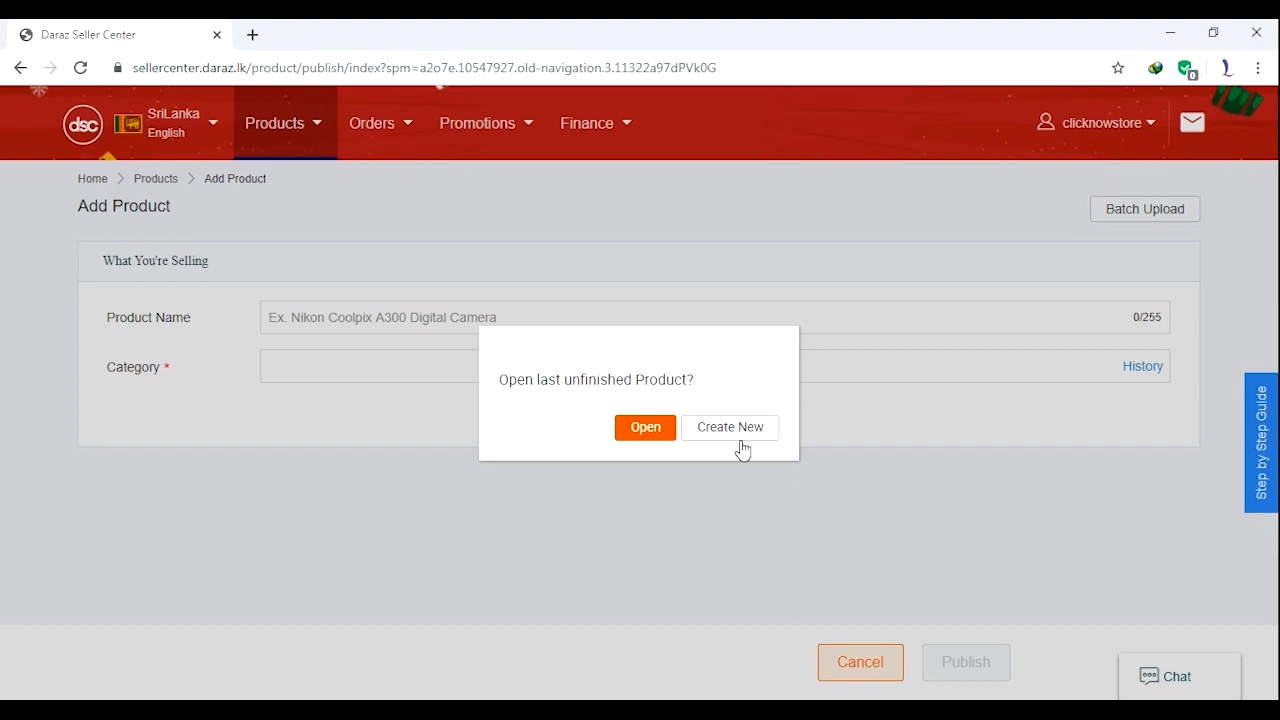 Daraz Seller Center
sellercenter.daraz.lk/product/publish/index?spm=a2o7e.10547927.old-navigation.3.11322a97dPVk0G
0
dsc
SriLanka
English
Products
Orders
Promotions
Finance
clicknowstore
Home
Products
Add Product
Add Product
Batch Upload
What You're Selling
Product Name
Ex. Nikon Coolpix A300 Digital Camera
0/255
Category *
History
Open last unfinished Product?
Open
Create New
Step by Step Guide
Cancel
Publish
Chat